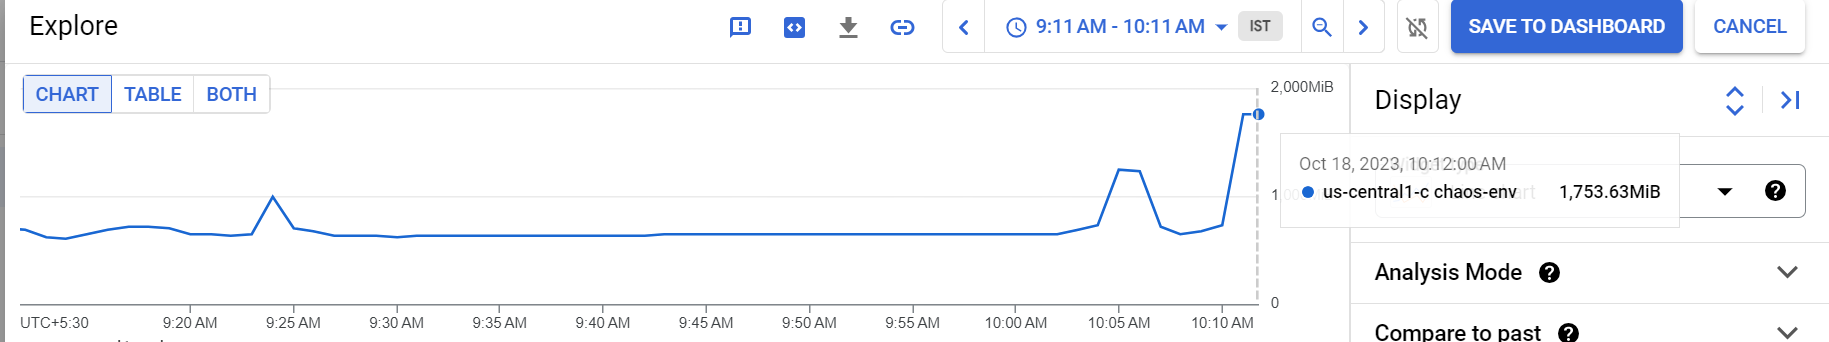 Explore
9:11 AM - 10:11 AM IST
SAVE TO DASHBOARD
CANCEL
CHART TABLE BOTH
2,000MiB
Display
Oct 18, 2023, 10:12:00 AM
us-central1-c chaos-env 1,753.63MiB
Analysis Mode
0
UTC+5:30 9:20 AM 9:25 AM 9:30 AM 9:35 AM 9:40 AM 9:45 AM 9:50 AM 9:55 AM 10:00 AM 10:05 AM 10:10 AM
Compare to past